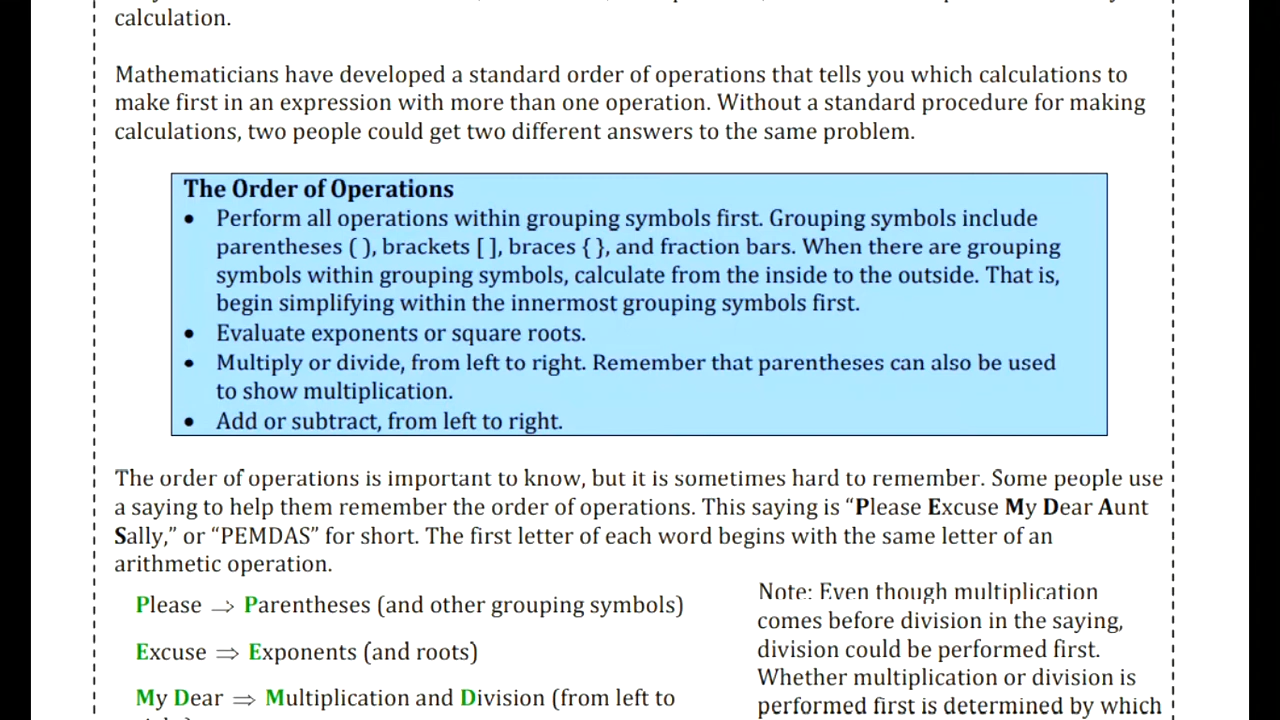 calculation.
Mathematicians have developed a standard order of operations that tells you which calculations to
make first in an expression with more than one operation. Without a standard procedure for making
calculations, two people could get two different answers to the same problem.
The Order of Operations
• Perform all operations within grouping symbols first. Grouping symbols include
parentheses ( ), brackets [ ], braces { }, and fraction bars. When there are grouping
symbols within grouping symbols, calculate from the inside to the outside. That is,
begin simplifying within the innermost grouping symbols first.
• Evaluate exponents or square roots.
• Multiply or divide, from left to right. Remember that parentheses can also be used
to show multiplication.
• Add or subtract, from left to right.
The order of operations is important to know, but it is sometimes hard to remember. Some people use
a saying to help them remember the order of operations. This saying is “Please Excuse My Dear Aunt
Sally,” or “PEMDAS” for short. The first letter of each word begins with the same letter of an
arithmetic operation.
Please ⇒ Parentheses (and other grouping symbols)
Excuse ⇒ Exponents (and roots)
My Dear ⇒ Multiplication and Division (from left to
Note: Even though multiplication
comes before division in the saying,
division could be performed first.
Whether multiplication or division is
performed first is determined by which